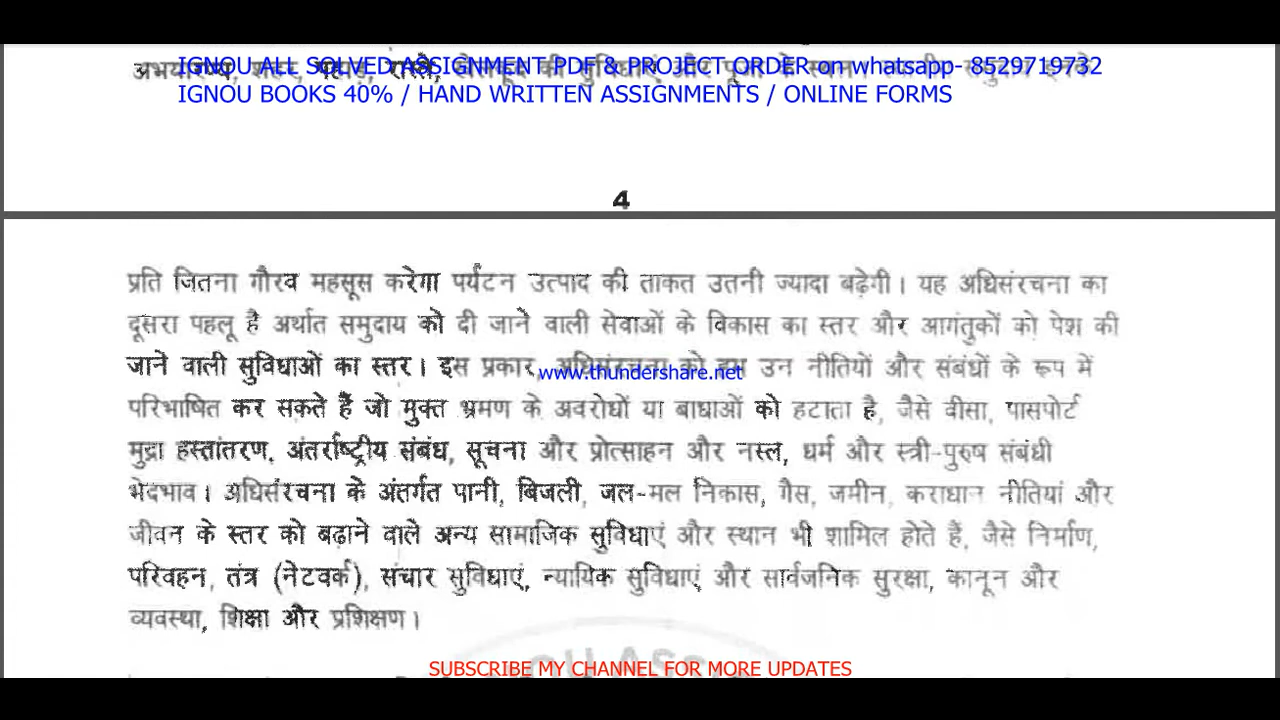 IGNOU ALL SOLVED ASSIGNMENT PDF & PROJECT ORDER on whatsapp- 8529719732
शहर, रास्ते, की सुविधाएं और पूजा के स्थान
IGNOU BOOKS 40% / HAND WRITTEN ASSIGNMENTS / ONLINE FORMS
4
प्रति जितना गौरव महसूस करेगा पर्यटन उत्पाद की ताकत उतनी ज्यादा बढ़ेगी। यह अधिसंरचना का
दूसरा पहलू है अर्थात समुदाय को दी जाने वाली सेवाओं के विकास का स्तर और आगंतुकों को पेश की
जाने वाली सुविधाओं का स्तर। इस प्रकार, अधिसंरचना को हम उन नीतियों और संबंधों के रूप में
www.thundershare.net
परिभाषित कर सकते हैं जो मुक्त भ्रमण के अवरोधों या बाधाओं को हटाता है, जैसे वीसा, पासपोर्ट
मुद्रा हस्तांतरण, अंतर्राष्ट्रीय संबंध, सूचना और प्रोत्साहन और नस्ल, धर्म और स्त्री-पुरुष संबंधी
भेदभाव। अधिसंरचना के अंतर्गत पानी, बिजली, जल-मल निकास, गैस, जमीन, कराधान नीतियां और
जीवन के स्तर को बढ़ाने वाले अन्य सामाजिक सुविधाएं और स्थान भी शामिल होते हैं, जैसे निर्माण,
परिवहन, तंत्र (नेटवर्क), संचार सुविधाएं, न्यायिक सुविधाएं और सार्वजनिक सुरक्षा, कानून और
व्यवस्था, शिक्षा और प्रशिक्षण।
SUBSCRIBE MY CHANNEL FOR MORE UPDATES